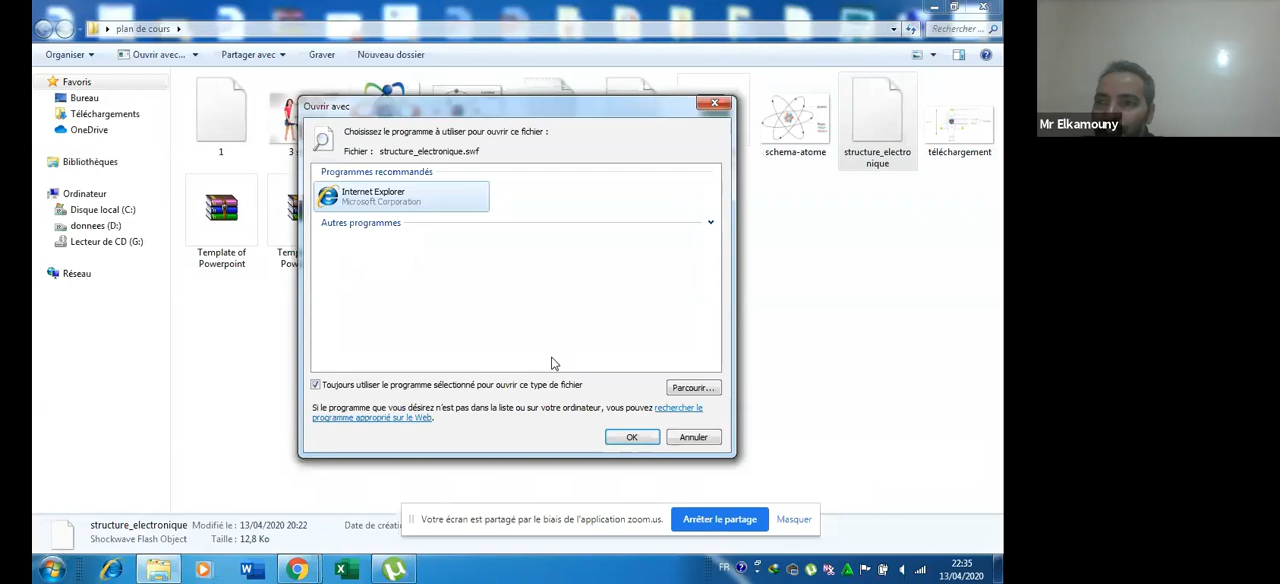 plan de cours
Rechercher ...
Organiser
Ouvrir avec...
Partager avec
Graver
Nouveau dossier
Favoris
Bureau
Téléchargements
OneDrive
Bibliothèques
Ordinateur
Disque local (C:)
donnees (D:)
Lecteur de CD (G:)
Réseau
1
3
schema-atome
structure_electro
nique
téléchargement
Template of
Powerpoint
Ouvrir avec
Choisissez le programme à utiliser pour ouvrir ce fichier :
Fichier : structure_electronique.swf
Programmes recommandés
Internet Explorer
Microsoft Corporation
Autres programmes
Toujours utiliser le programme sélectionné pour ouvrir ce type de fichier
Parcourir...
Si le programme que vous désirez n'est pas dans la liste ou sur votre ordinateur, vous pouvez rechercher le
programme approprié sur le Web.
OK
Annuler
structure_electronique Modifié le : 13/04/2020 20:22
Shockwave Flash Object Taille : 12,8 Ko
Votre écran est partagé par le biais de l'application zoom.us.
Arrêter le partage
Masquer
FR
22:35
13/04/2020
Mr Elkamouny